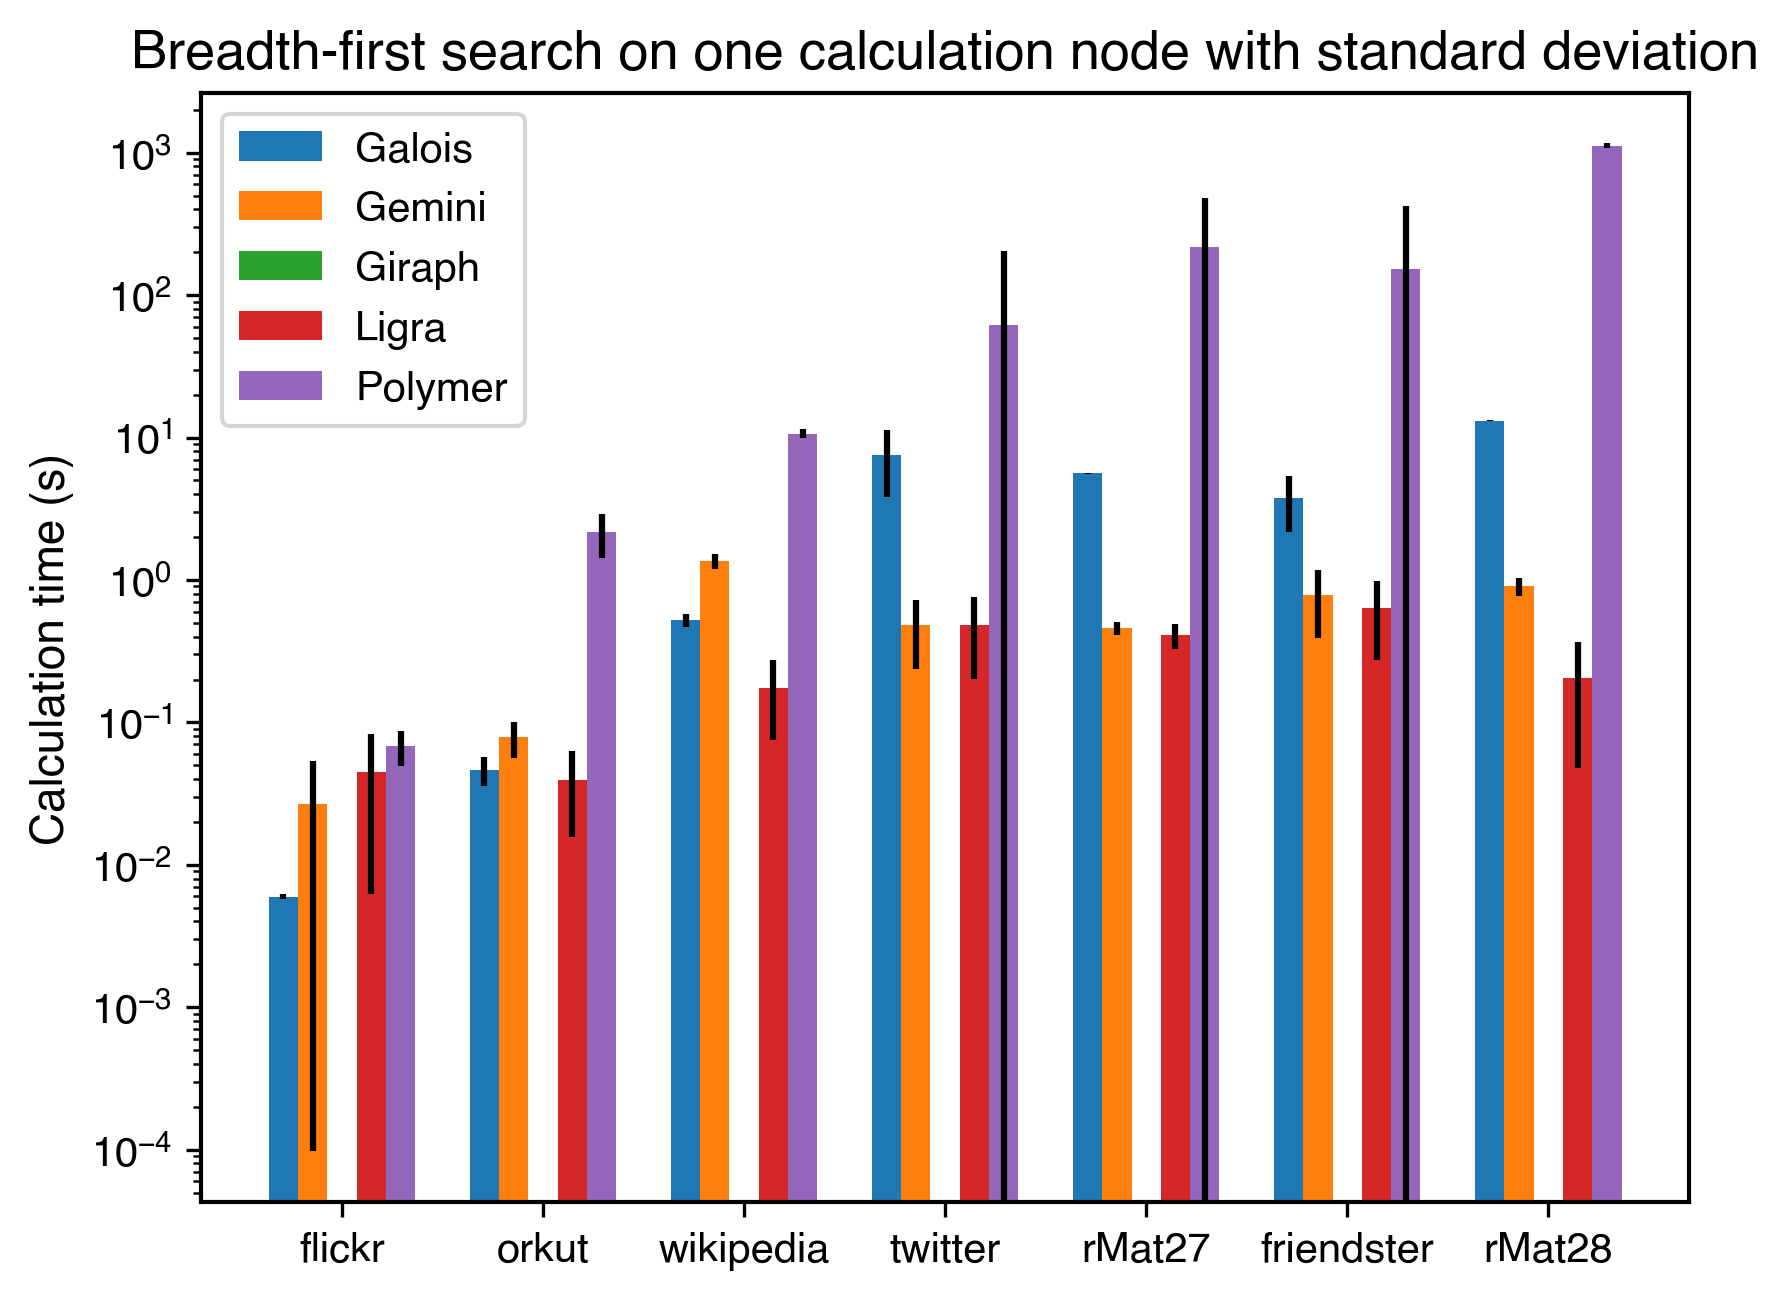 Breadth-first search on one calculation node with standard deviation
Galois
Gemini
Giraph
Ligra
Polymer
Calculation time (s)
10³
10²
10¹
10⁰
10⁻¹
10⁻²
10⁻³
10⁻⁴
flickr orkut wikipedia twitter rMat27 friendster rMat28